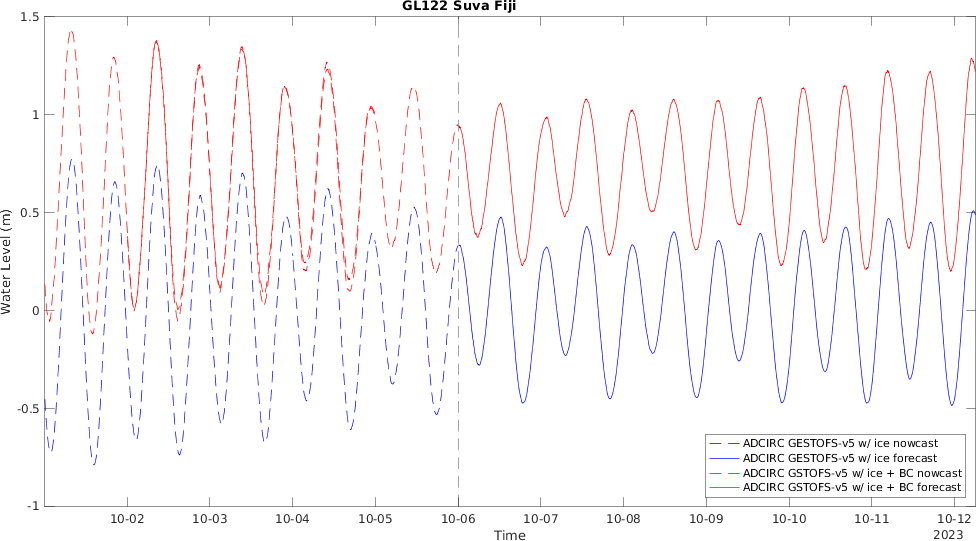 GL122 Suva Fiji
1.5
1
0.5
0
-0.5
-1
Water Level (m)
10-02 10-03 10-04 10-05 10-06 10-07 10-08 10-09 10-10 10-11 10-12
2023
Time
ADCIRC GESTOFS-v5 w/ ice nowcast
ADCIRC GESTOFS-v5 w/ ice forecast
ADCIRC GSTOFS-v5 w/ ice + BC nowcast
ADCIRC GSTOFS-v5 w/ ice + BC forecast